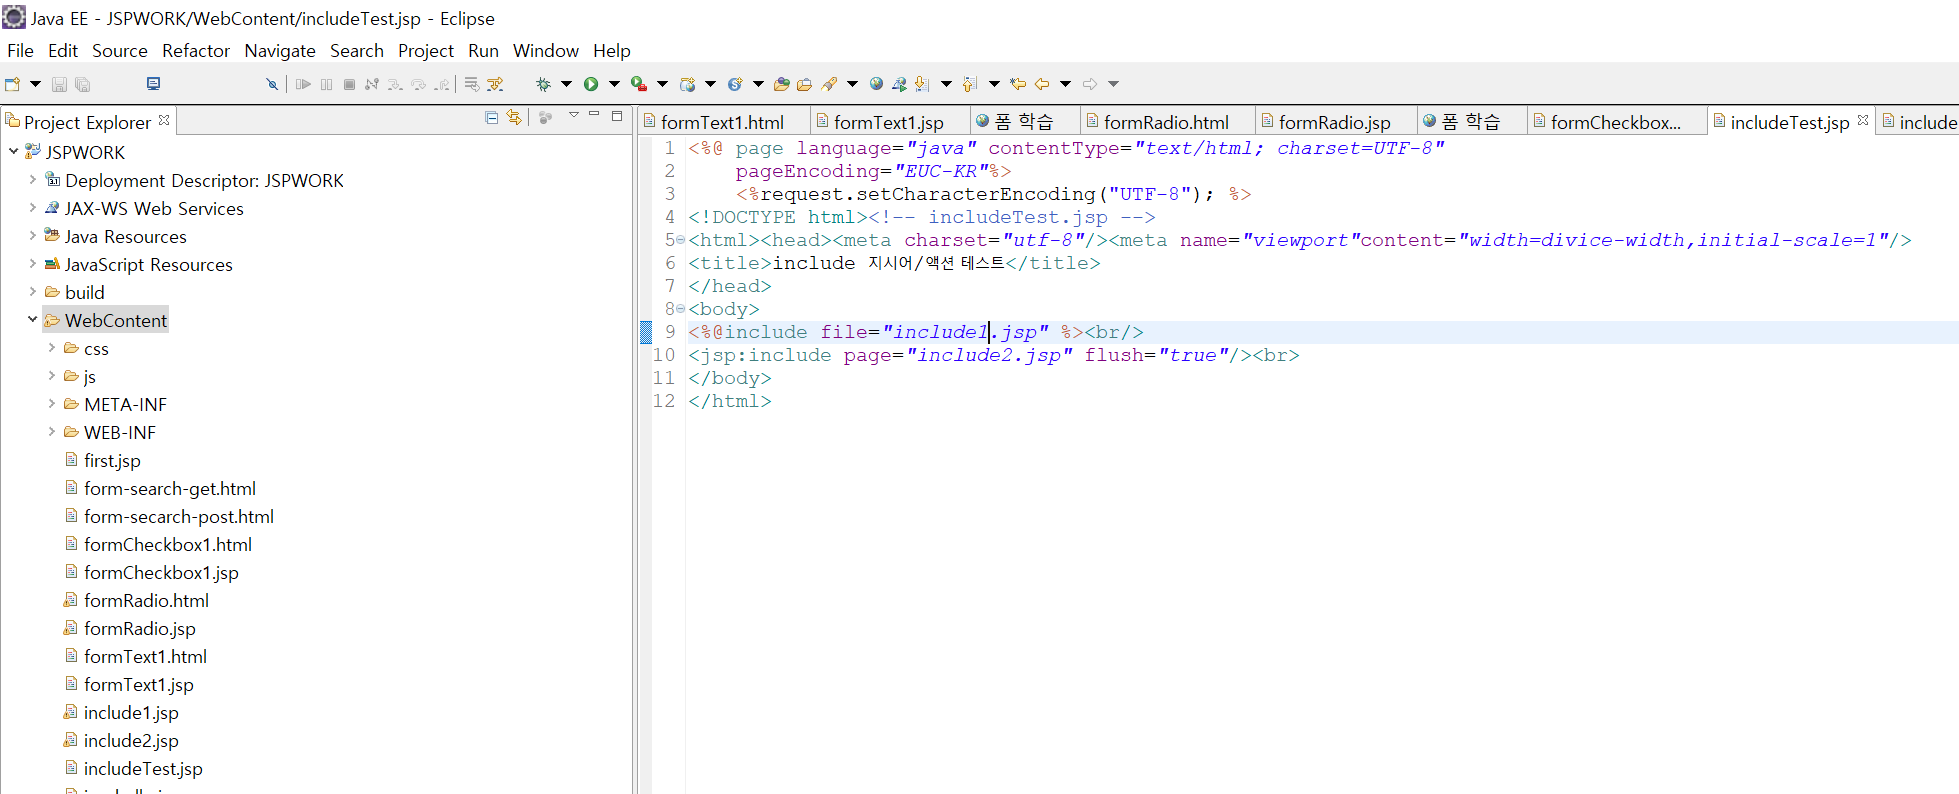 Java EE - JSPWORK/WebContent/includeTest.jsp - Eclipse
File Edit Source Refactor Navigate Search Project Run Window Help
Project Explorer
formText1.html formText1.jsp 폼 학습 formRadio.html formRadio.jsp 폼 학습 formCheckbox... includeTest.jsp include
JSPWORK
Deployment Descriptor: JSPWORK
JAX-WS Web Services
Java Resources
JavaScript Resources
build
WebContent
css
js
META-INF
WEB-INF
first.jsp
form-search-get.html
form-secarch-post.html
formCheckbox1.html
formCheckbox1.jsp
formRadio.html
formRadio.jsp
formText1.html
formText1.jsp
include1.jsp
include2.jsp
includeTest.jsp
1 <%@ page language="java" contentType="text/html; charset=UTF-8"
2 pageEncoding="EUC-KR"%>
3 <%request.setCharacterEncoding("UTF-8"); %>
4 <!DOCTYPE html><!-- includeTest.jsp -->
5 <html><head><meta charset="utf-8"/><meta name="viewport"content="width=divice-width,initial-scale=1"/>
6 <title>include 지시어/액션 테스트</title>
7 </head>
8 <body>
9 <%@include file="include1.jsp" %><br/>
10 <jsp:include page="include2.jsp" flush="true"/><br>
11 </body>
12 </html>